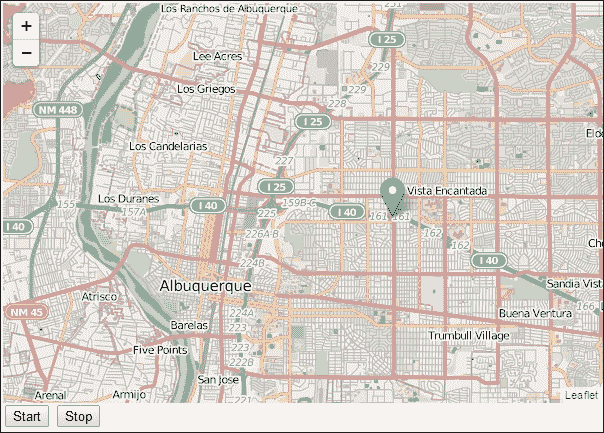 Los Ranchos de Albuquerque
+
−
I 25
231
Lee Acres
229
Los Griegos
228
NM 448
I 25
Los Candelarias
227
I 25
Vista Encantada
Los Duranes
155
157A
I 40
225
159B-C
I 40
161
161
I 40
226A-B
162
162
224B
I 40
Albuquerque
Sandia Vista
Atrisco
166
NM 45
224A
Buena Ventura
Barelas
223
Trumbull Village
Five Points
222B
San Jose
Arenal
Armijo
Leaflet
Start
Stop